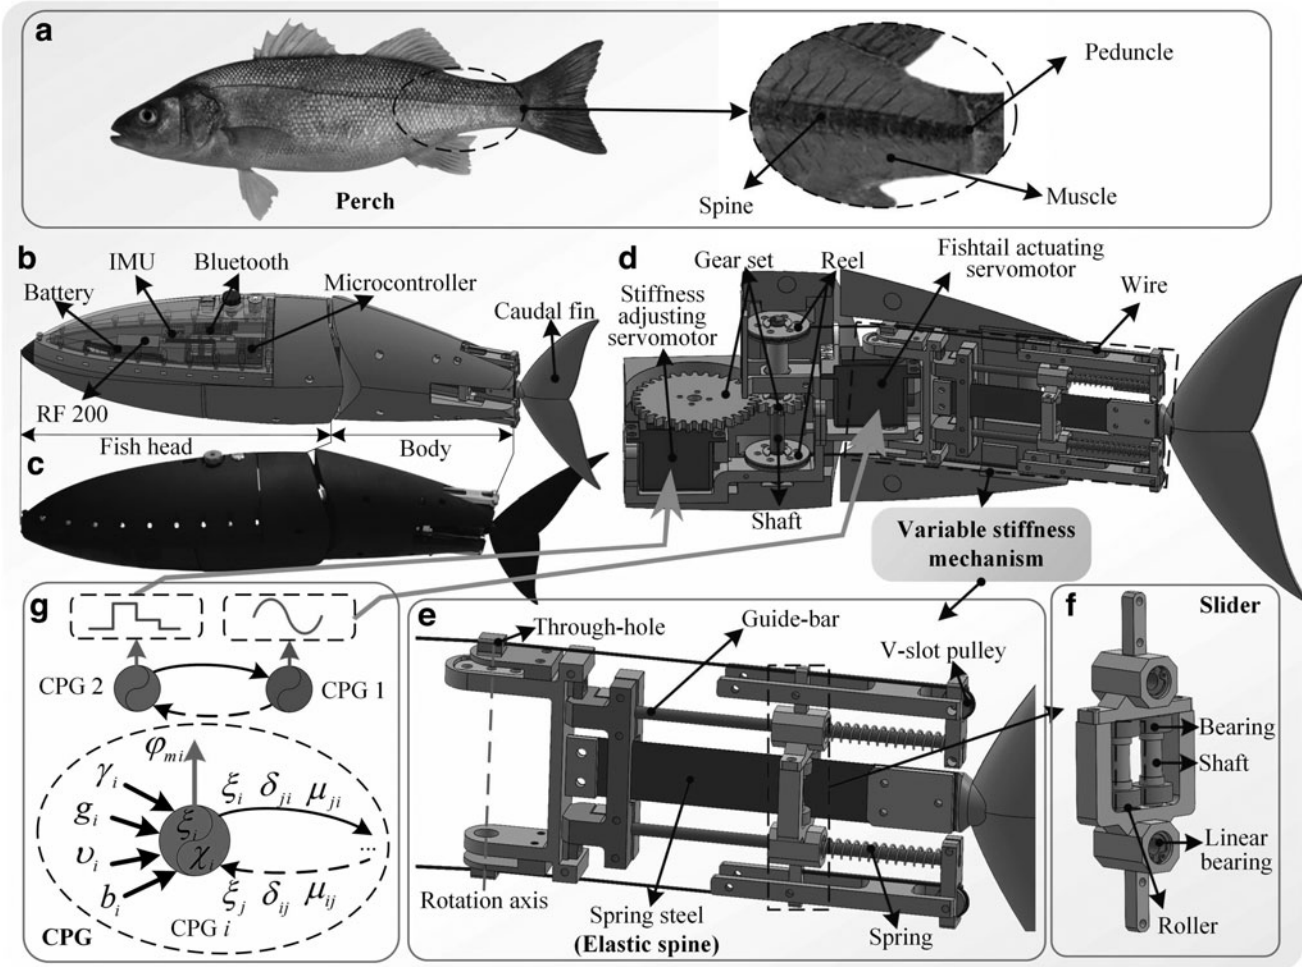 a
Peduncle
Perch
Spine
Muscle
b
IMU
Bluetooth
Battery
Microcontroller
Caudal fin
RF 200
Fish head
Body
c
d
Gear set
Reel
Fishtail actuating
servomotor
Stiffness
adjusting
servomotor
Wire
Shaft
Variable stiffness
mechanism
g
CPG 2
CPG 1
φmi
γi
gi
υi
bi
ξi δji μji
ξi
χi
...
ξj δij μij
CPG i
CPG
e
Through-hole
Guide-bar
V-slot pulley
Rotation axis
Spring steel
(Elastic spine)
Spring
f
Slider
Bearing
Shaft
Linear
bearing
Roller